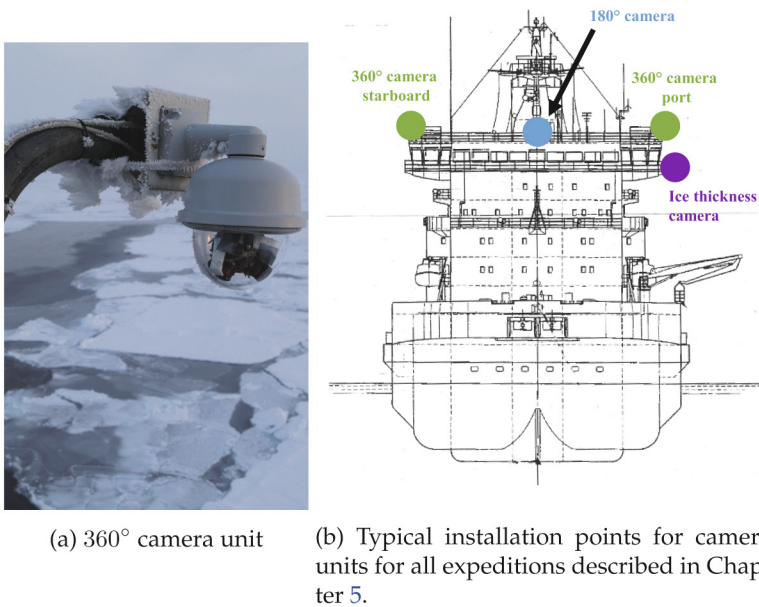 180° camera
360° camera
starboard
360° camera
port
Ice thickness
camera
(a) 360° camera unit
(b) Typical installation points for camer
units for all expeditions described in Chap
ter 5.